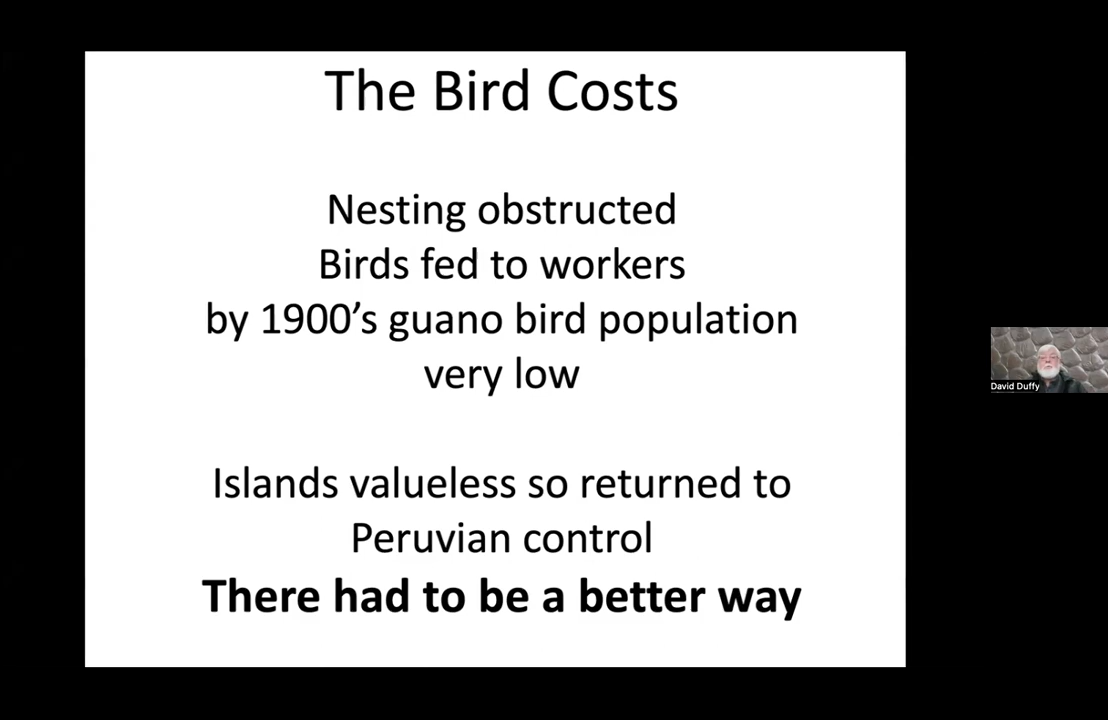 The Bird Costs
Nesting obstructed
Birds fed to workers
by 1900’s guano bird population
very low
Islands valueless so returned to
Peruvian control
There had to be a better way
David Duffy